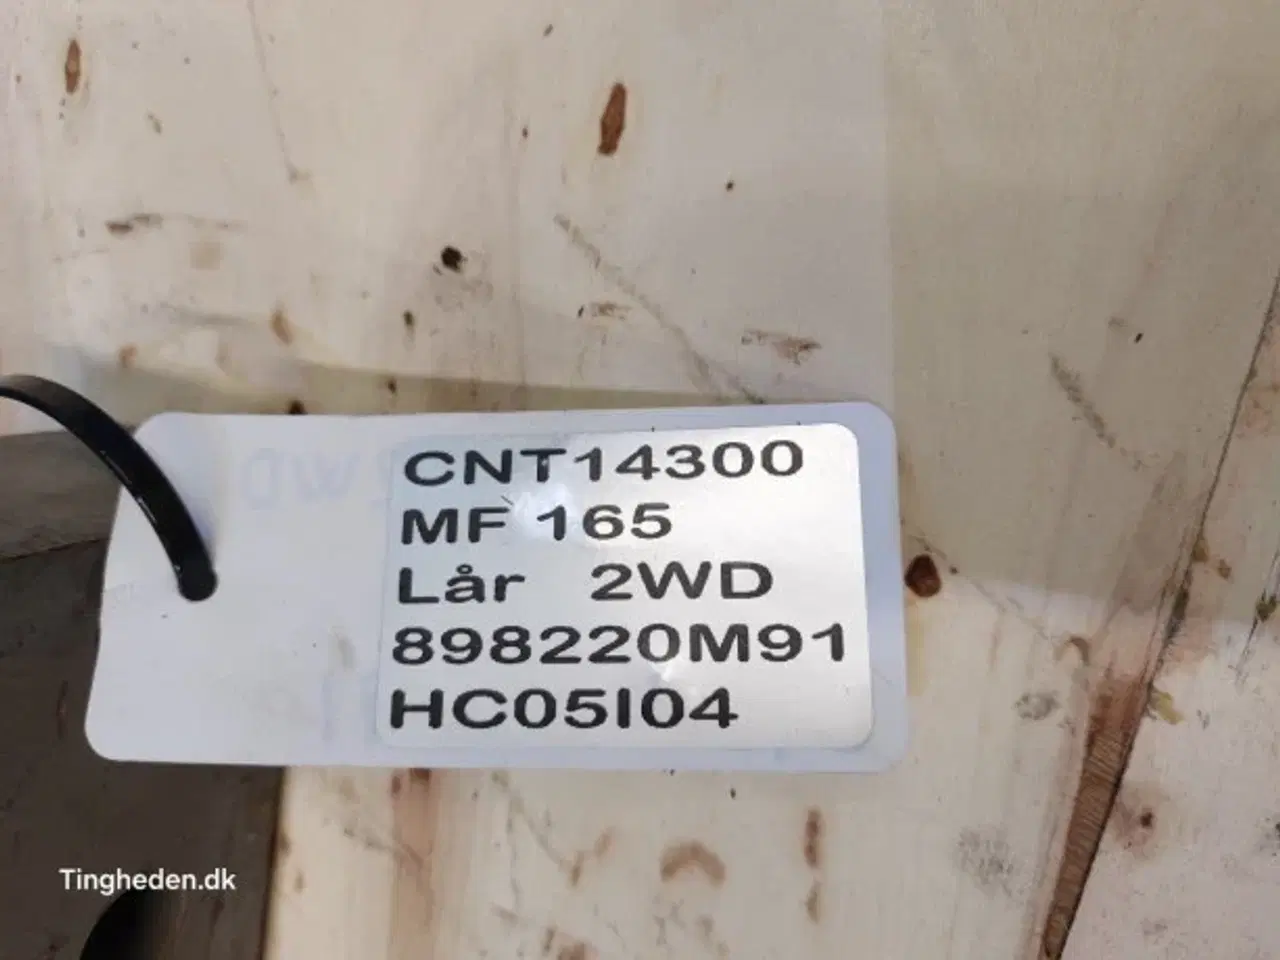 CNT14300
MF 165
Lår 2WD
898220M91
HC05I04
Tingheden.dk